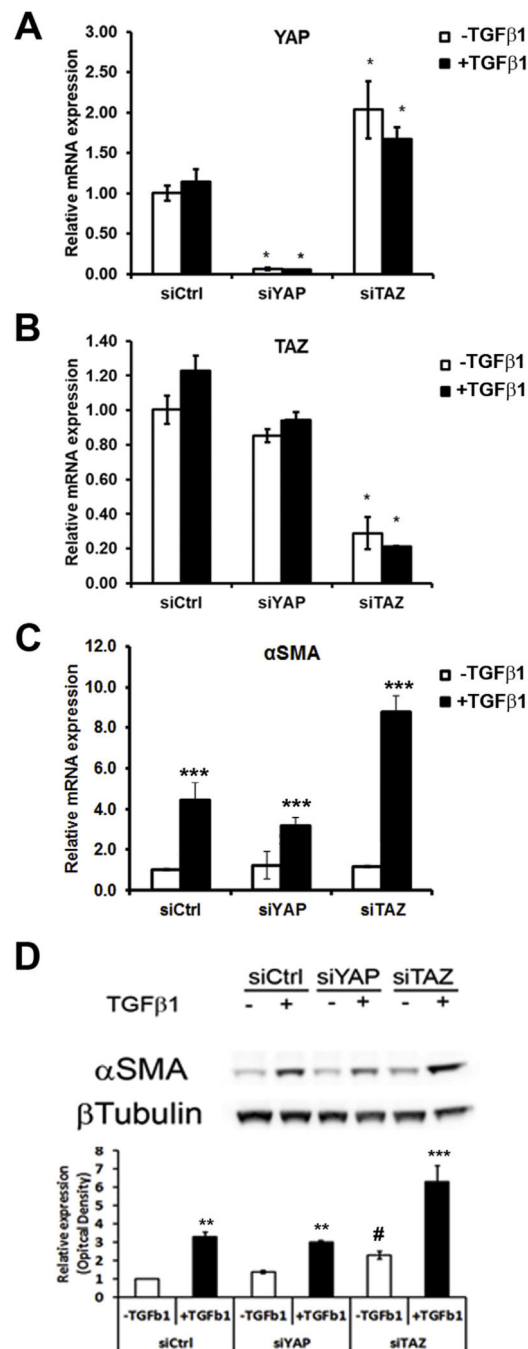 A
YAP
-TGFβ1
+TGFβ1
Relative mRNA expression
3.00
2.50
2.00
1.50
1.00
0.50
0.00
* * * *
siCtrl siYAP siTAZ
B
TAZ
-TGFβ1
+TGFβ1
Relative mRNA expression
1.40
1.20
1.00
0.80
0.60
0.40
0.20
0.00
* *
siCtrl siYAP siTAZ
C
αSMA
-TGFβ1
+TGFβ1
Relative mRNA expression
12.0
10.0
8.0
6.0
4.0
2.0
0.0
*** *** ***
siCtrl siYAP siTAZ
D
siCtrl siYAP siTAZ
TGFβ1 - + - + - +
αSMA
βTubulin
Relative expression
(Opitcal Density)
8
7
6
5
4
3
2
1
0
** ** # ***
-TGFb1 +TGFb1 -TGFb1 +TGFb1 -TGFb1 +TGFb1
siCtrl siYAP siTAZ